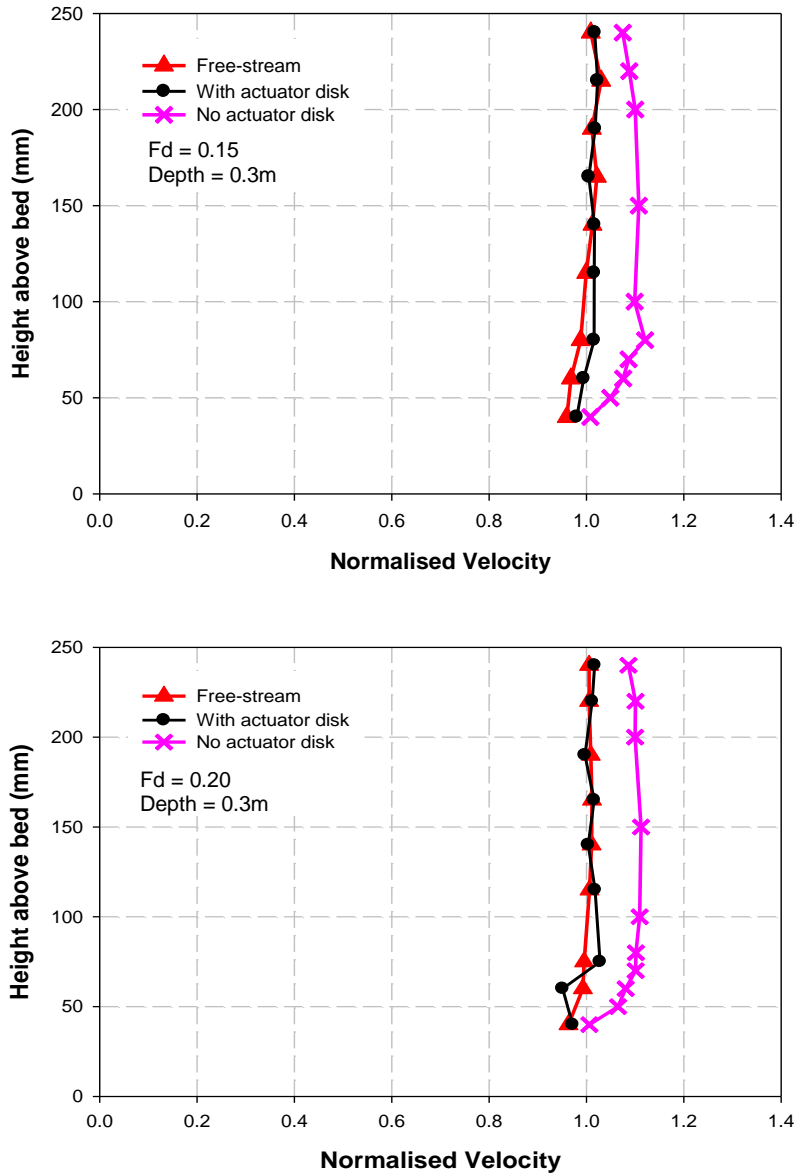 250
200
150
100
50
0
Height above bed (mm)
Free-stream
With actuator disk
No actuator disk
Fd = 0.15
Depth = 0.3m
0.0 0.2 0.4 0.6 0.8 1.0 1.2 1.4
Normalised Velocity
250
200
150
100
50
0
Height above bed (mm)
Free-stream
With actuator disk
No actuator disk
Fd = 0.20
Depth = 0.3m
0.0 0.2 0.4 0.6 0.8 1.0 1.2 1.4
Normalised Velocity